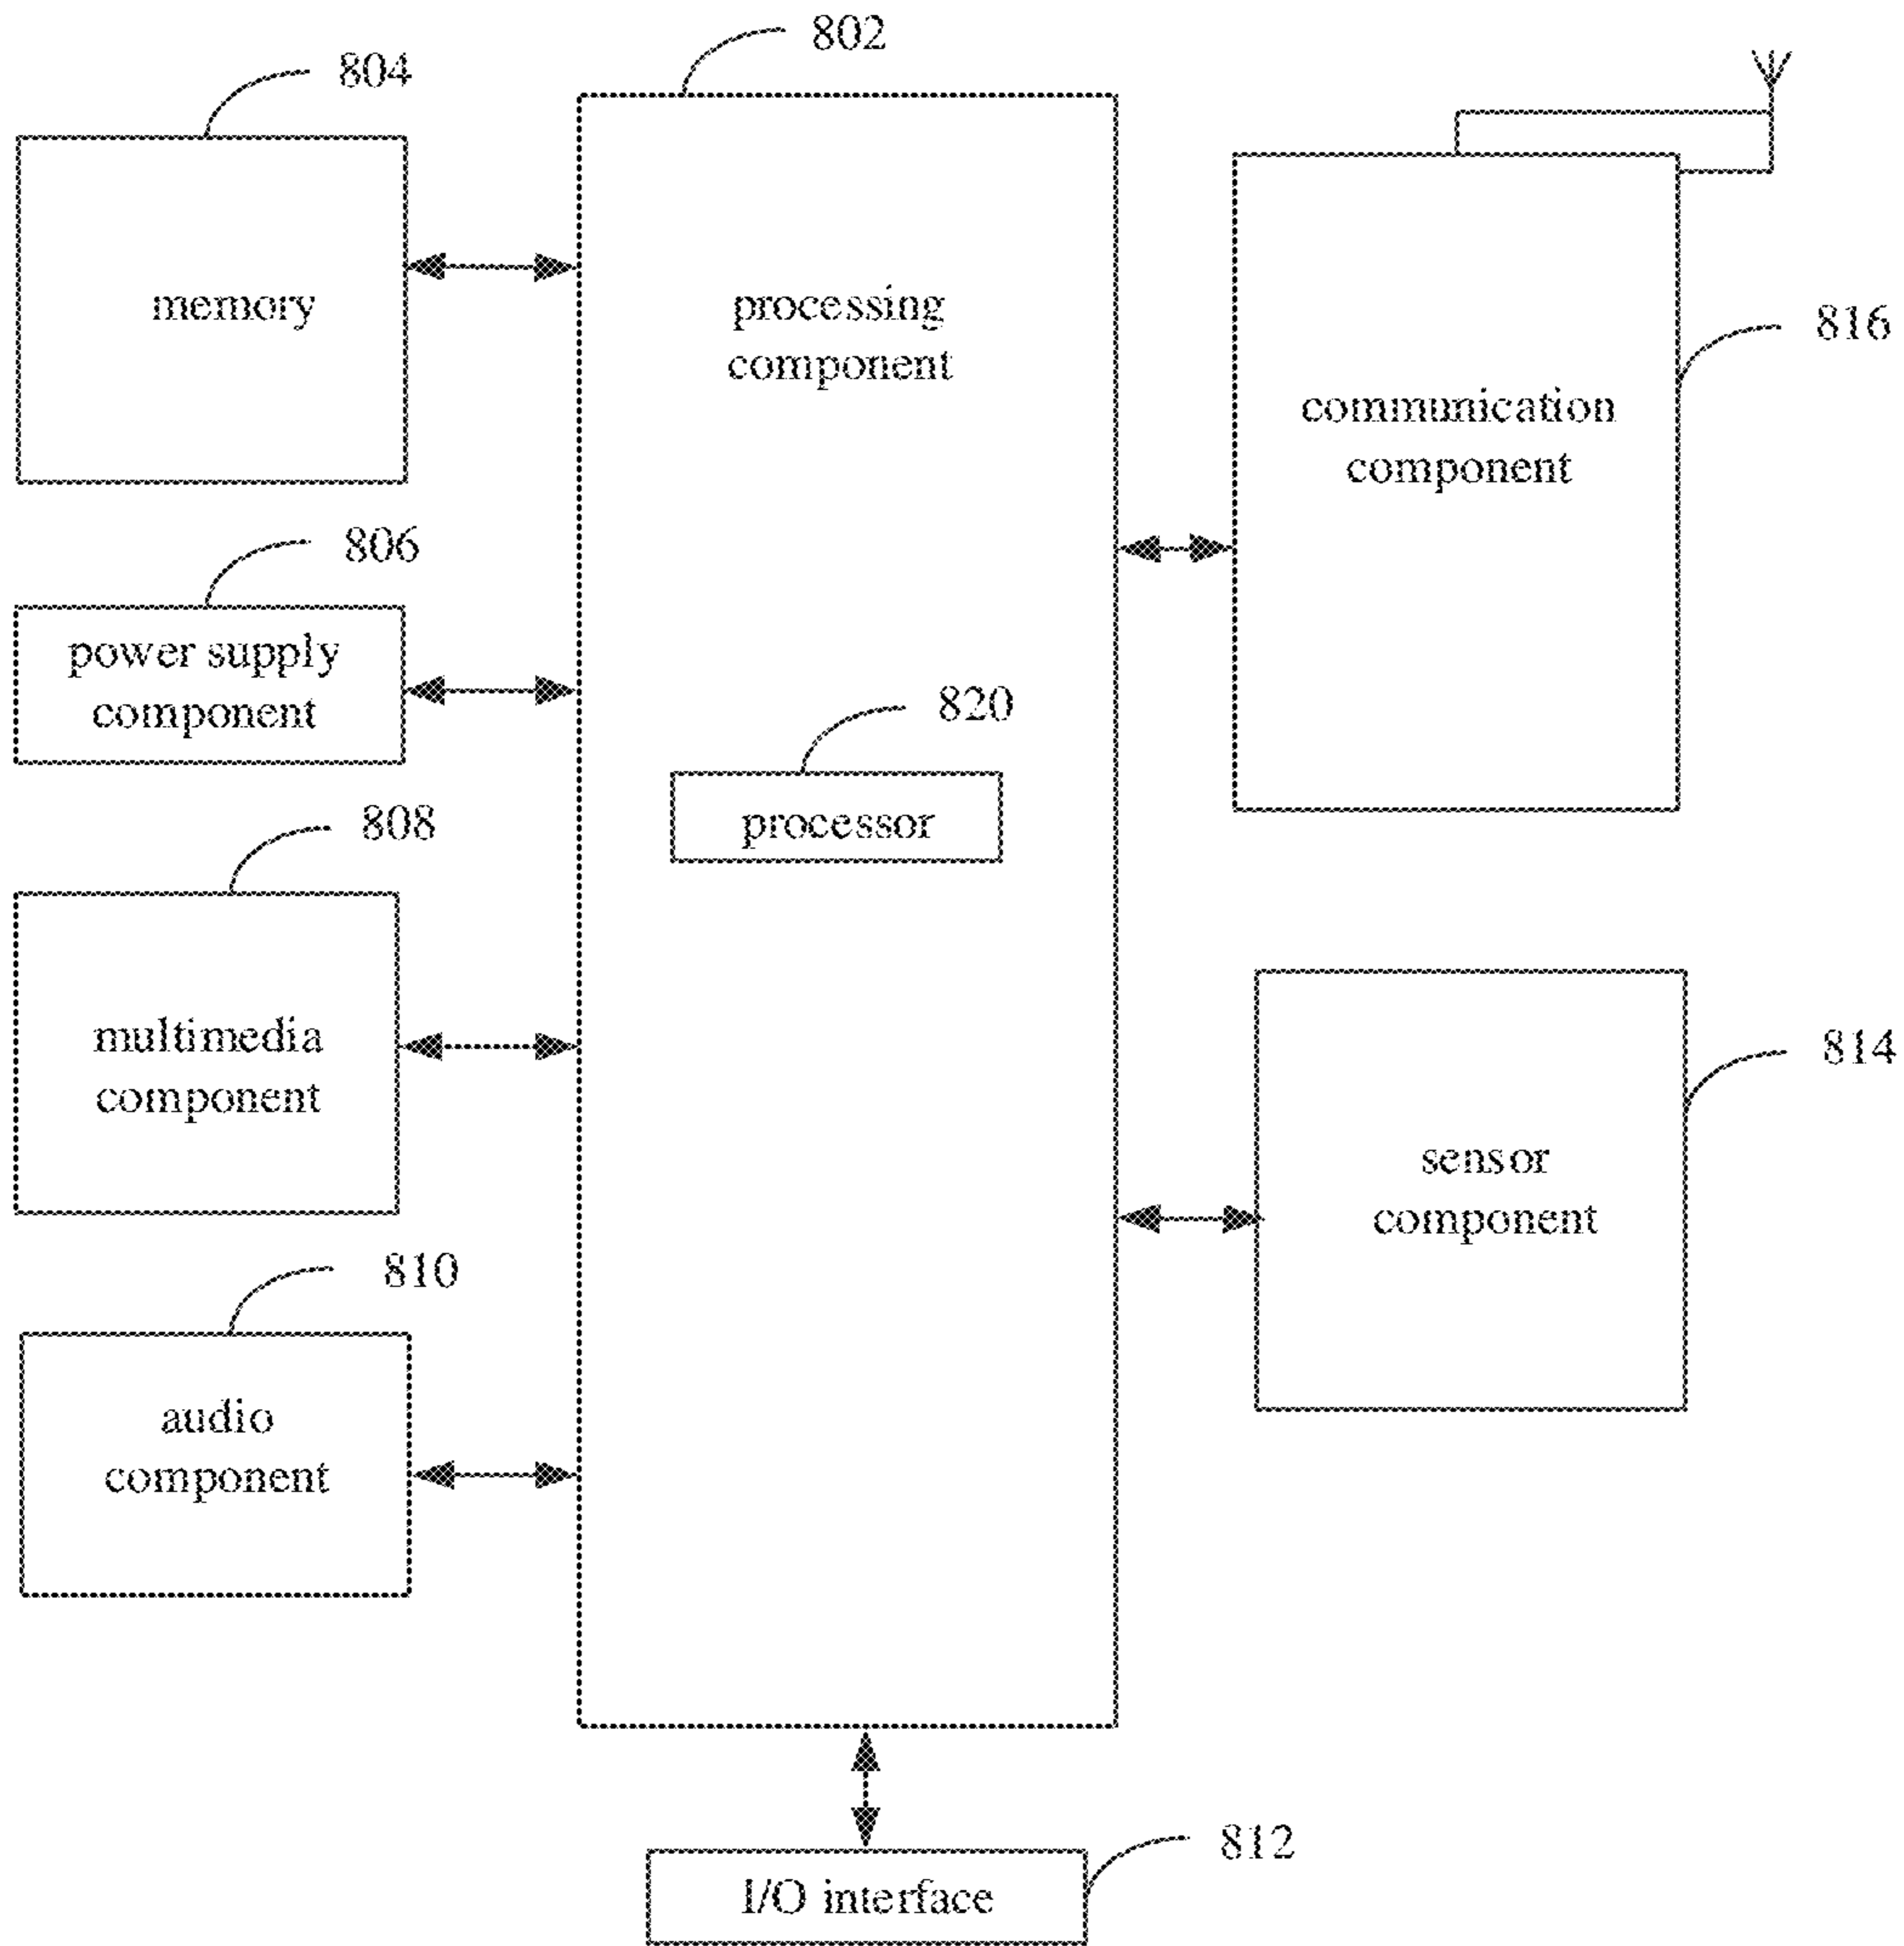 802
804
memory
processing
component
816
communication
component
806
power supply
component
820
processor
808
multimedia
component
814
sensor
component
810
audio
component
812
I/O interface